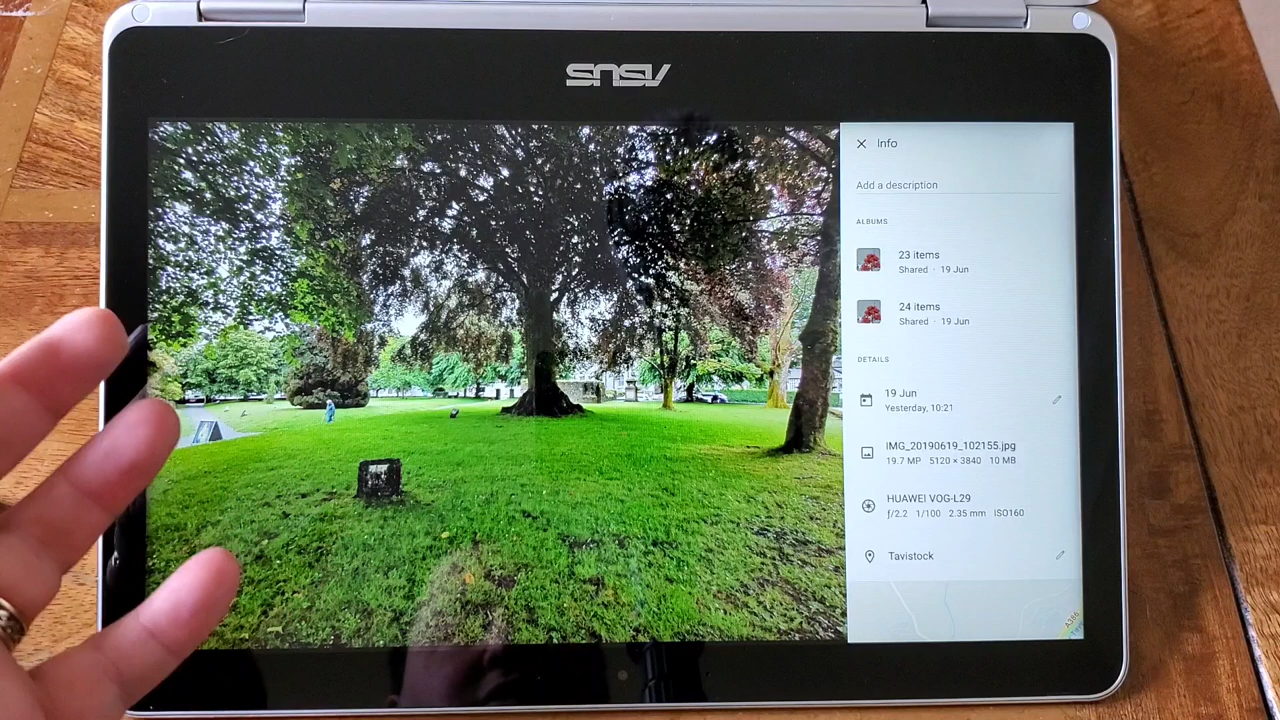 ASUS
Info
Add a description
ALBUMS
23 items
Shared · 19 Jun
24 items
Shared · 19 Jun
DETAILS
19 Jun
Yesterday, 10:21
IMG_20190619_102155.jpg
19.7 MP 5120 × 3840 10 MB
HUAWEI VOG-L29
ƒ/2.2 1/100 2.35 mm ISO160
Tavistock
A386